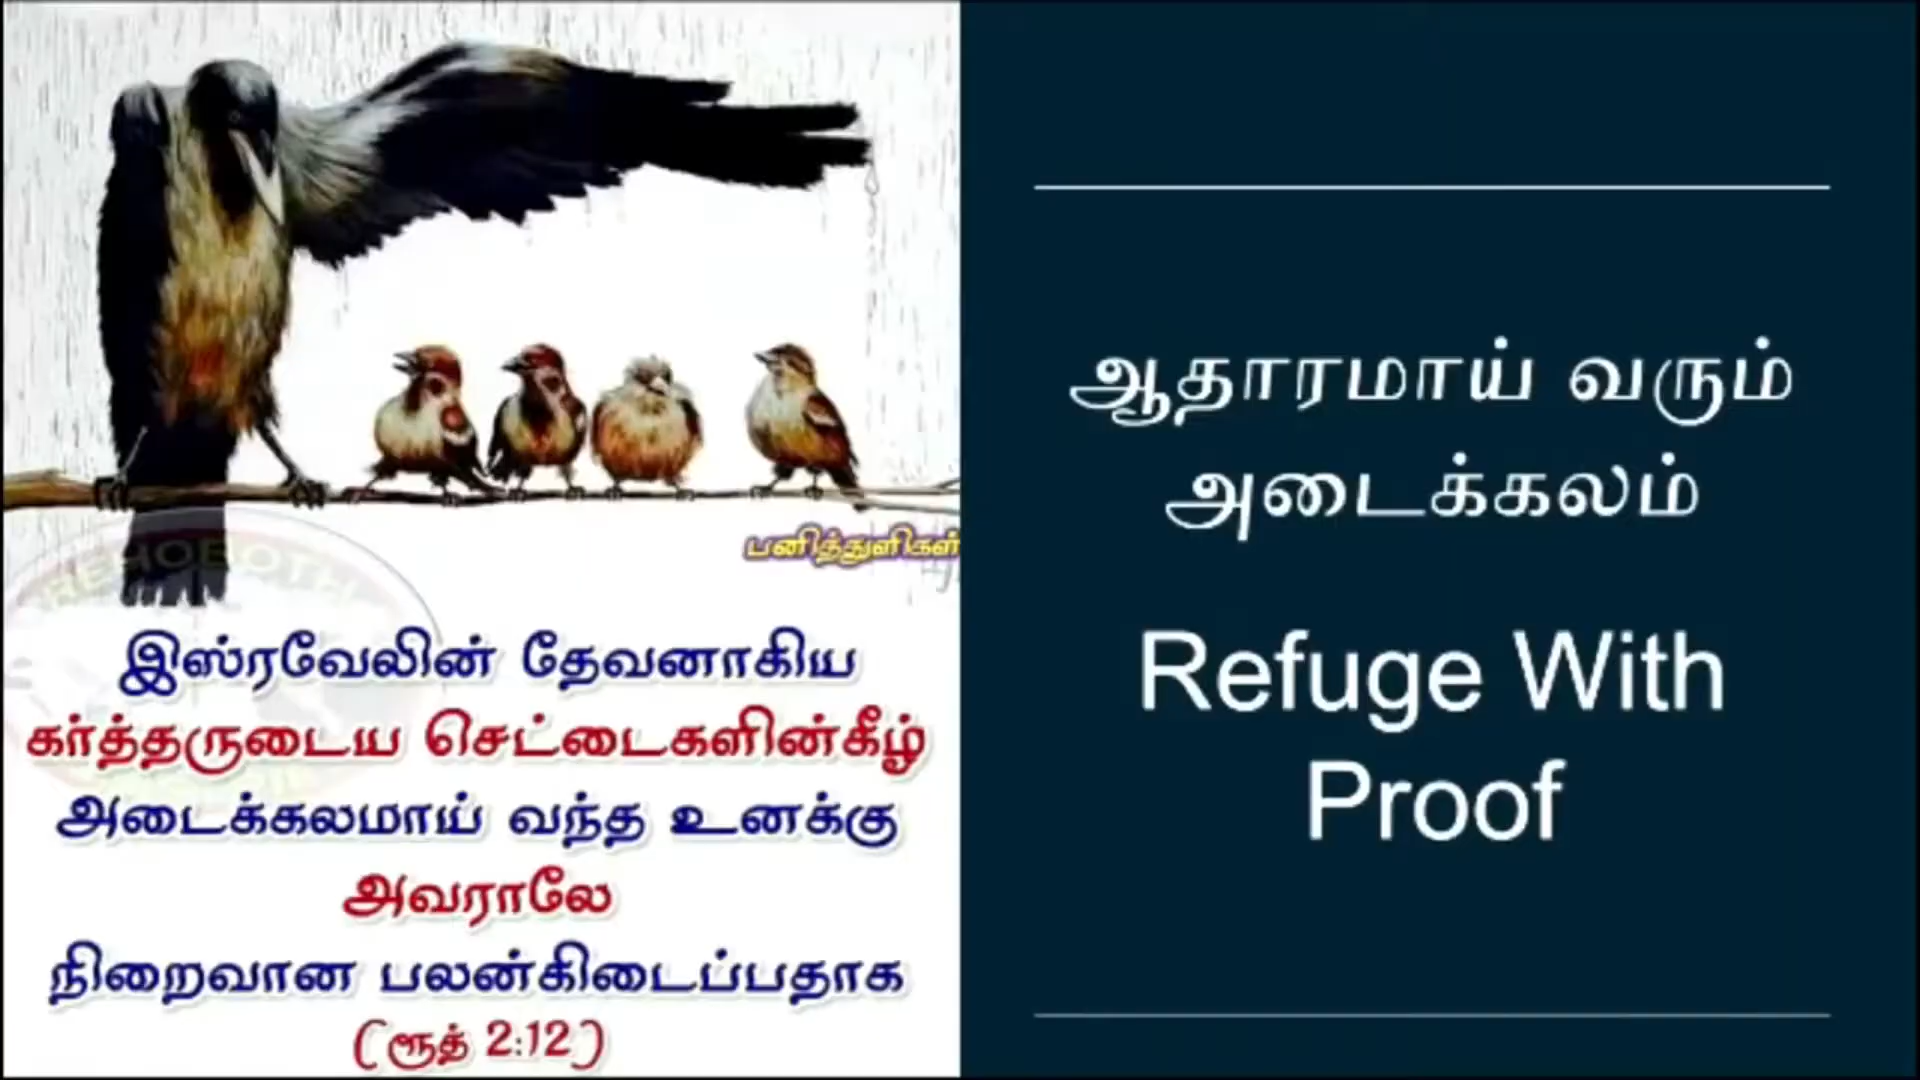 பனித்துளிகள்
REHOBOTH
இஸ்ரவேலின் தேவனாகிய
கர்த்தருடைய செட்டைகளின்கீழ்
அடைக்கலமாய் வந்த உனக்கு
அவராலே
நிறைவான பலன்கிடைப்பதாக
(ரூத் 2:12)
ஆதாரமாய் வரும்
அடைக்கலம்
Refuge With
Proof